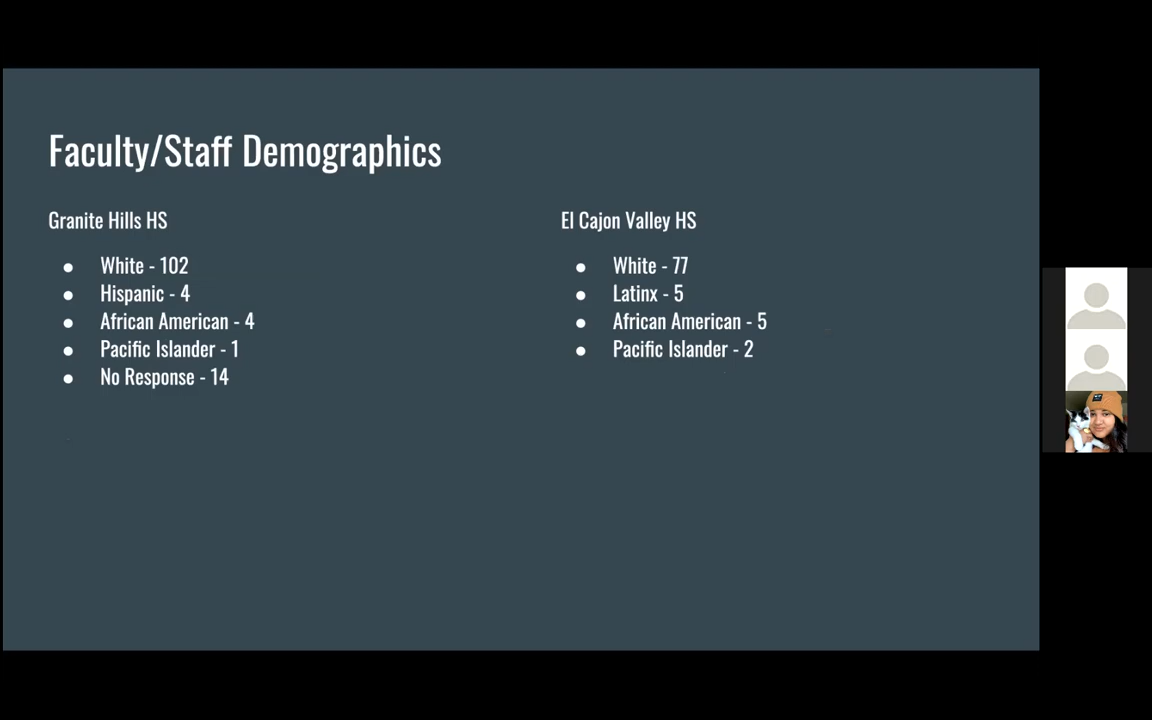 Faculty/Staff Demographics
Granite Hills HS
● White - 102
● Hispanic - 4
● African American - 4
● Pacific Islander - 1
● No Response - 14
El Cajon Valley HS
● White - 77
● Latinx - 5
● African American - 5
● Pacific Islander - 2